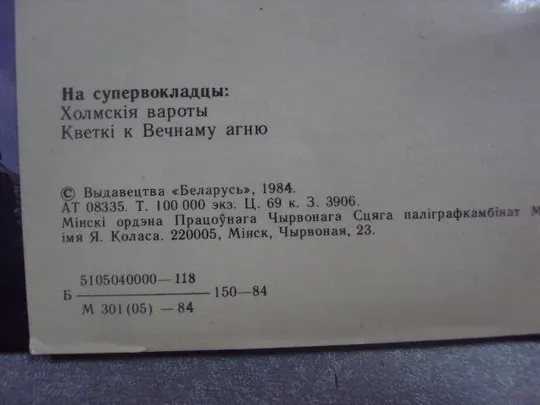 На супервокладцы:
Холмскія вароты
Кветкі к Вечнаму агню
© Выдавецтва «Беларусь», 1984.
АТ 08335. Т. 100 000 экз. Ц. 69 к. З. 3906.
Мінскі ордэна Працоўнага Чырвонага Сцяга паліграфкамбінат М
імя Я. Коласа. 220005, Мінск, Чырвоная, 23.
5105040000—118
Б ———————— 150—84
М 301 (05) —84